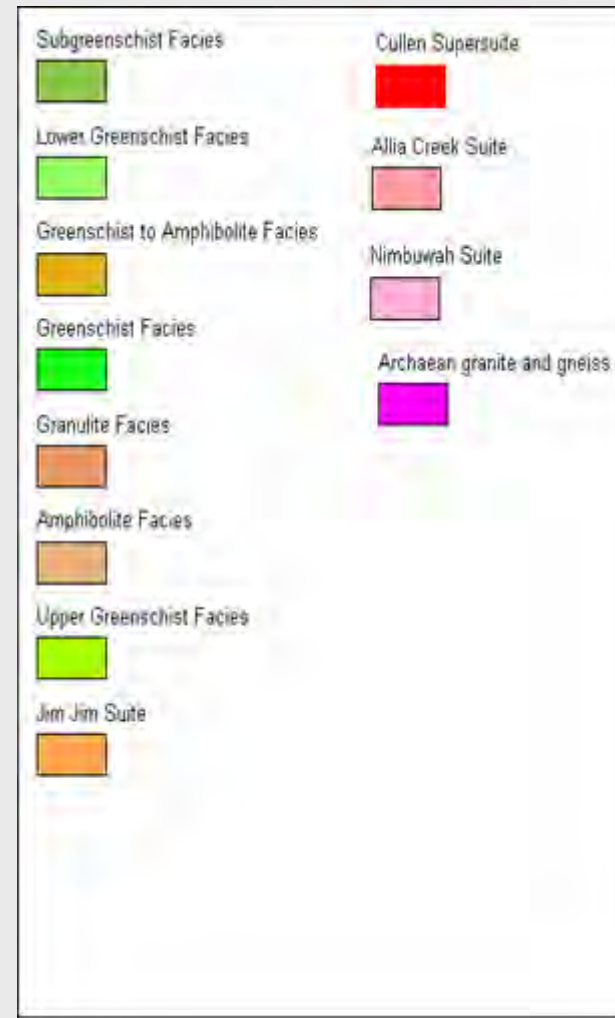 Subgreenschist Facies
Lower Greenschist Facies
Greenschist to Amphibolite Facies
Greenschist Facies
Granulite Facies
Amphibolite Facies
Upper Greenschist Facies
Jim Jim Suite
Cullen Supersuite
Allia Creek Suite
Nimbuwah Suite
Archaean granite and gneiss